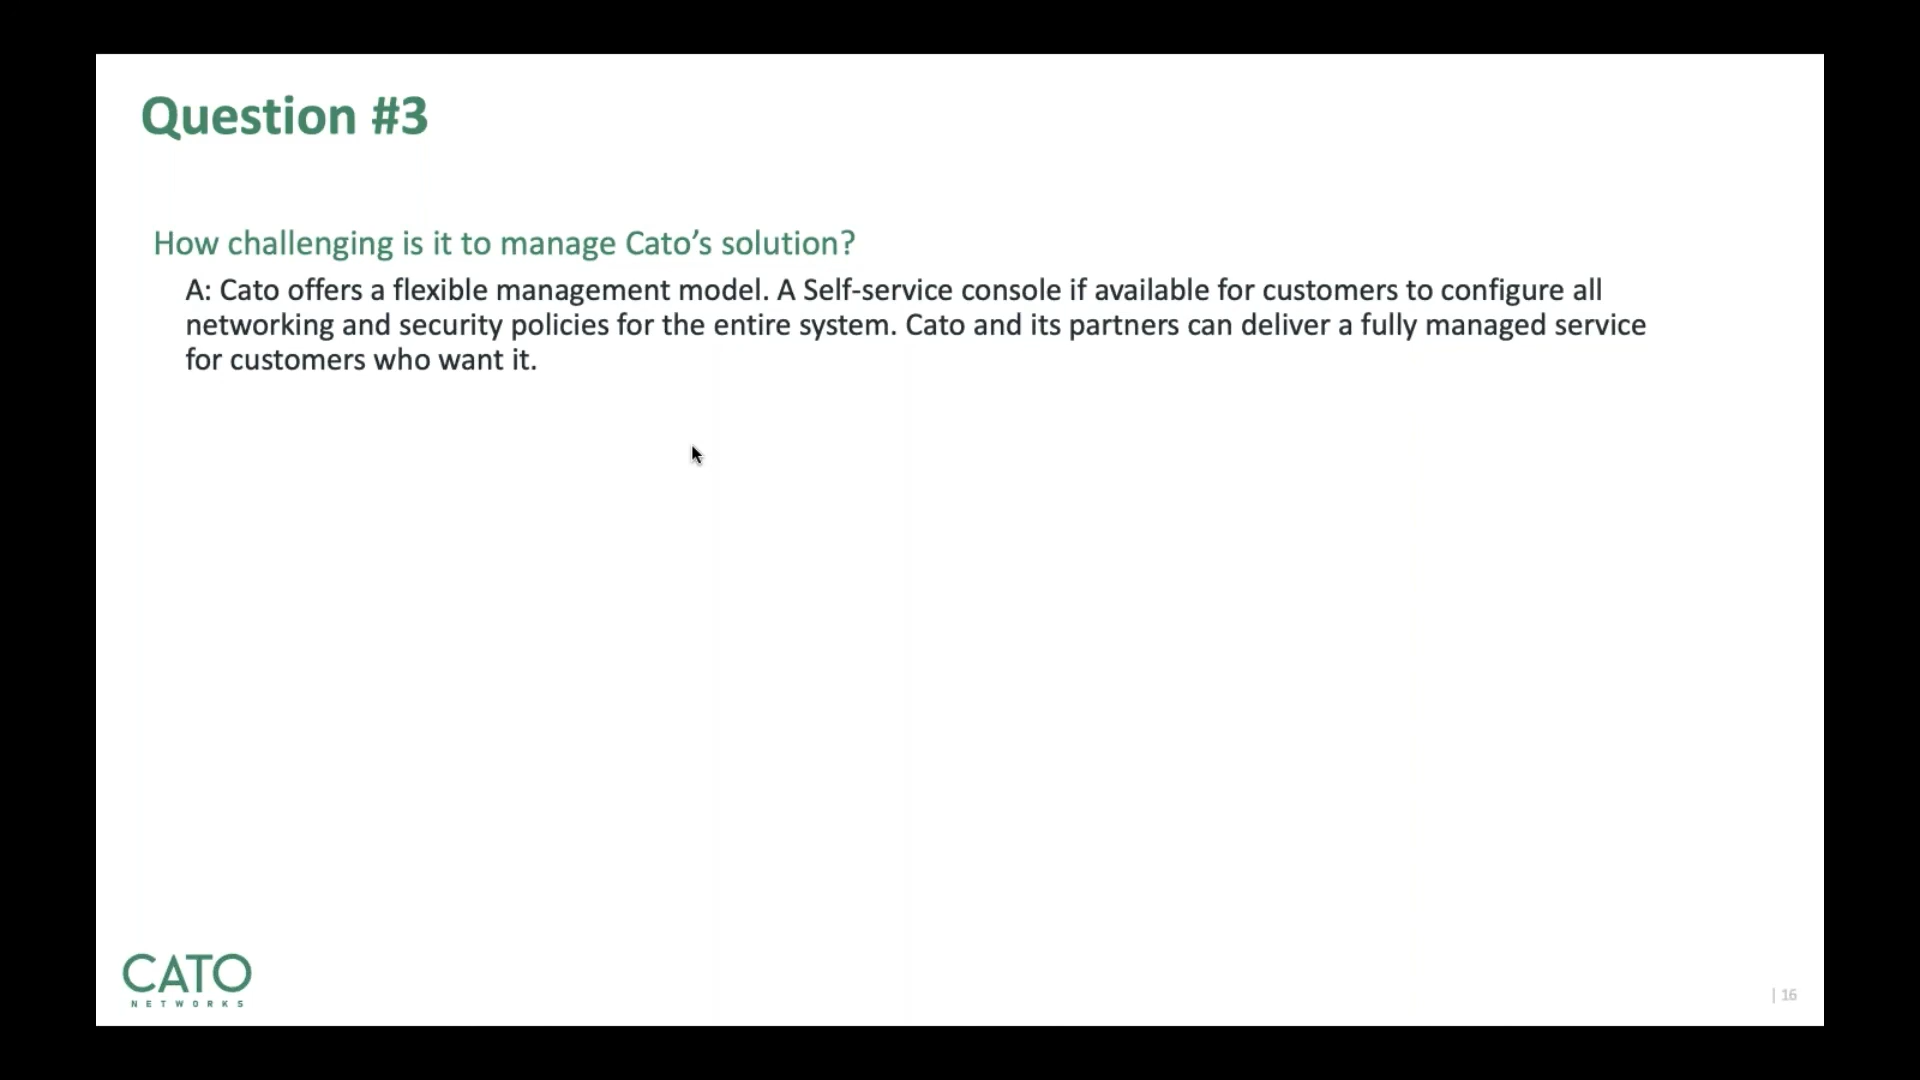 Question #3
How challenging is it to manage Cato’s solution?
A: Cato offers a flexible management model. A Self-service console if available for customers to configure all
networking and security policies for the entire system. Cato and its partners can deliver a fully managed service
for customers who want it.
CATO
NETWORKS
| 16